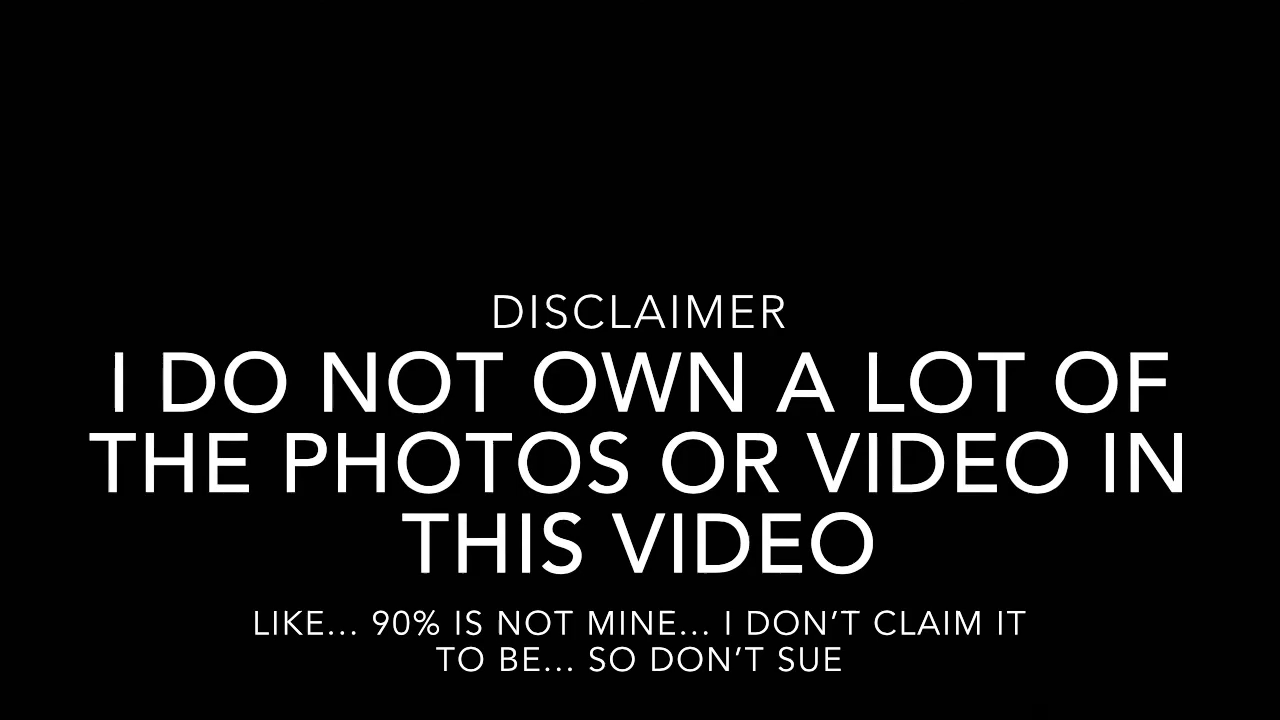 DISCLAIMER
I DO NOT OWN A LOT OF
THE PHOTOS OR VIDEO IN
THIS VIDEO
LIKE... 90% IS NOT MINE... I DON’T CLAIM IT
TO BE... SO DON’T SUE